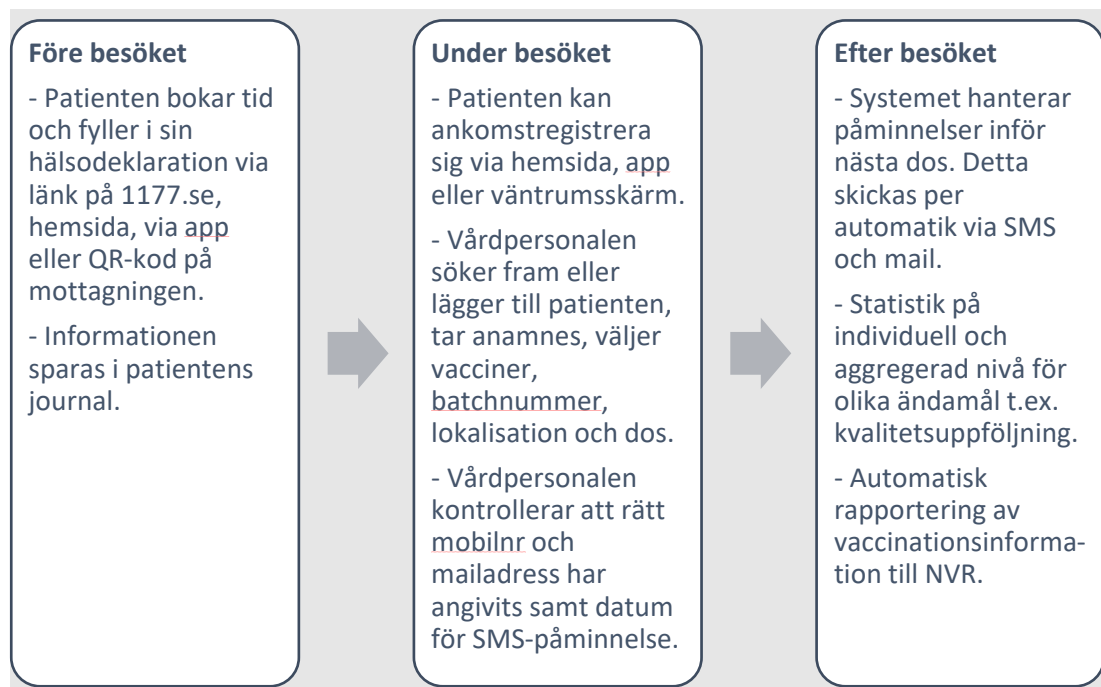 Före besöket
- Patienten bokar tid
och fyller i sin
hälsodeklaration via
länk på 1177.se,
hemsida, via app
eller QR-kod på
mottagningen.
- Informationen
sparas i patientens
journal.
Under besöket
- Patienten kan
ankomstregistrera
sig via hemsida, app
eller väntrumsskärm.
- Vårdpersonalen
söker fram eller
lägger till patienten,
tar anamnes, väljer
vacciner,
batchnummer,
lokalisation och dos.
- Vårdpersonalen
kontrollerar att rätt
mobilnr och
mailadress har
angivits samt datum
för SMS-påminnelse.
Efter besöket
- Systemet hanterar
påminnelser inför
nästa dos. Detta
skickas per
automatik via SMS
och mail.
- Statistik på
individuell och
aggregerad nivå för
olika ändamål t.ex.
kvalitetsuppföljning.
- Automatisk
rapportering av
vaccinationsinforma-
tion till NVR.